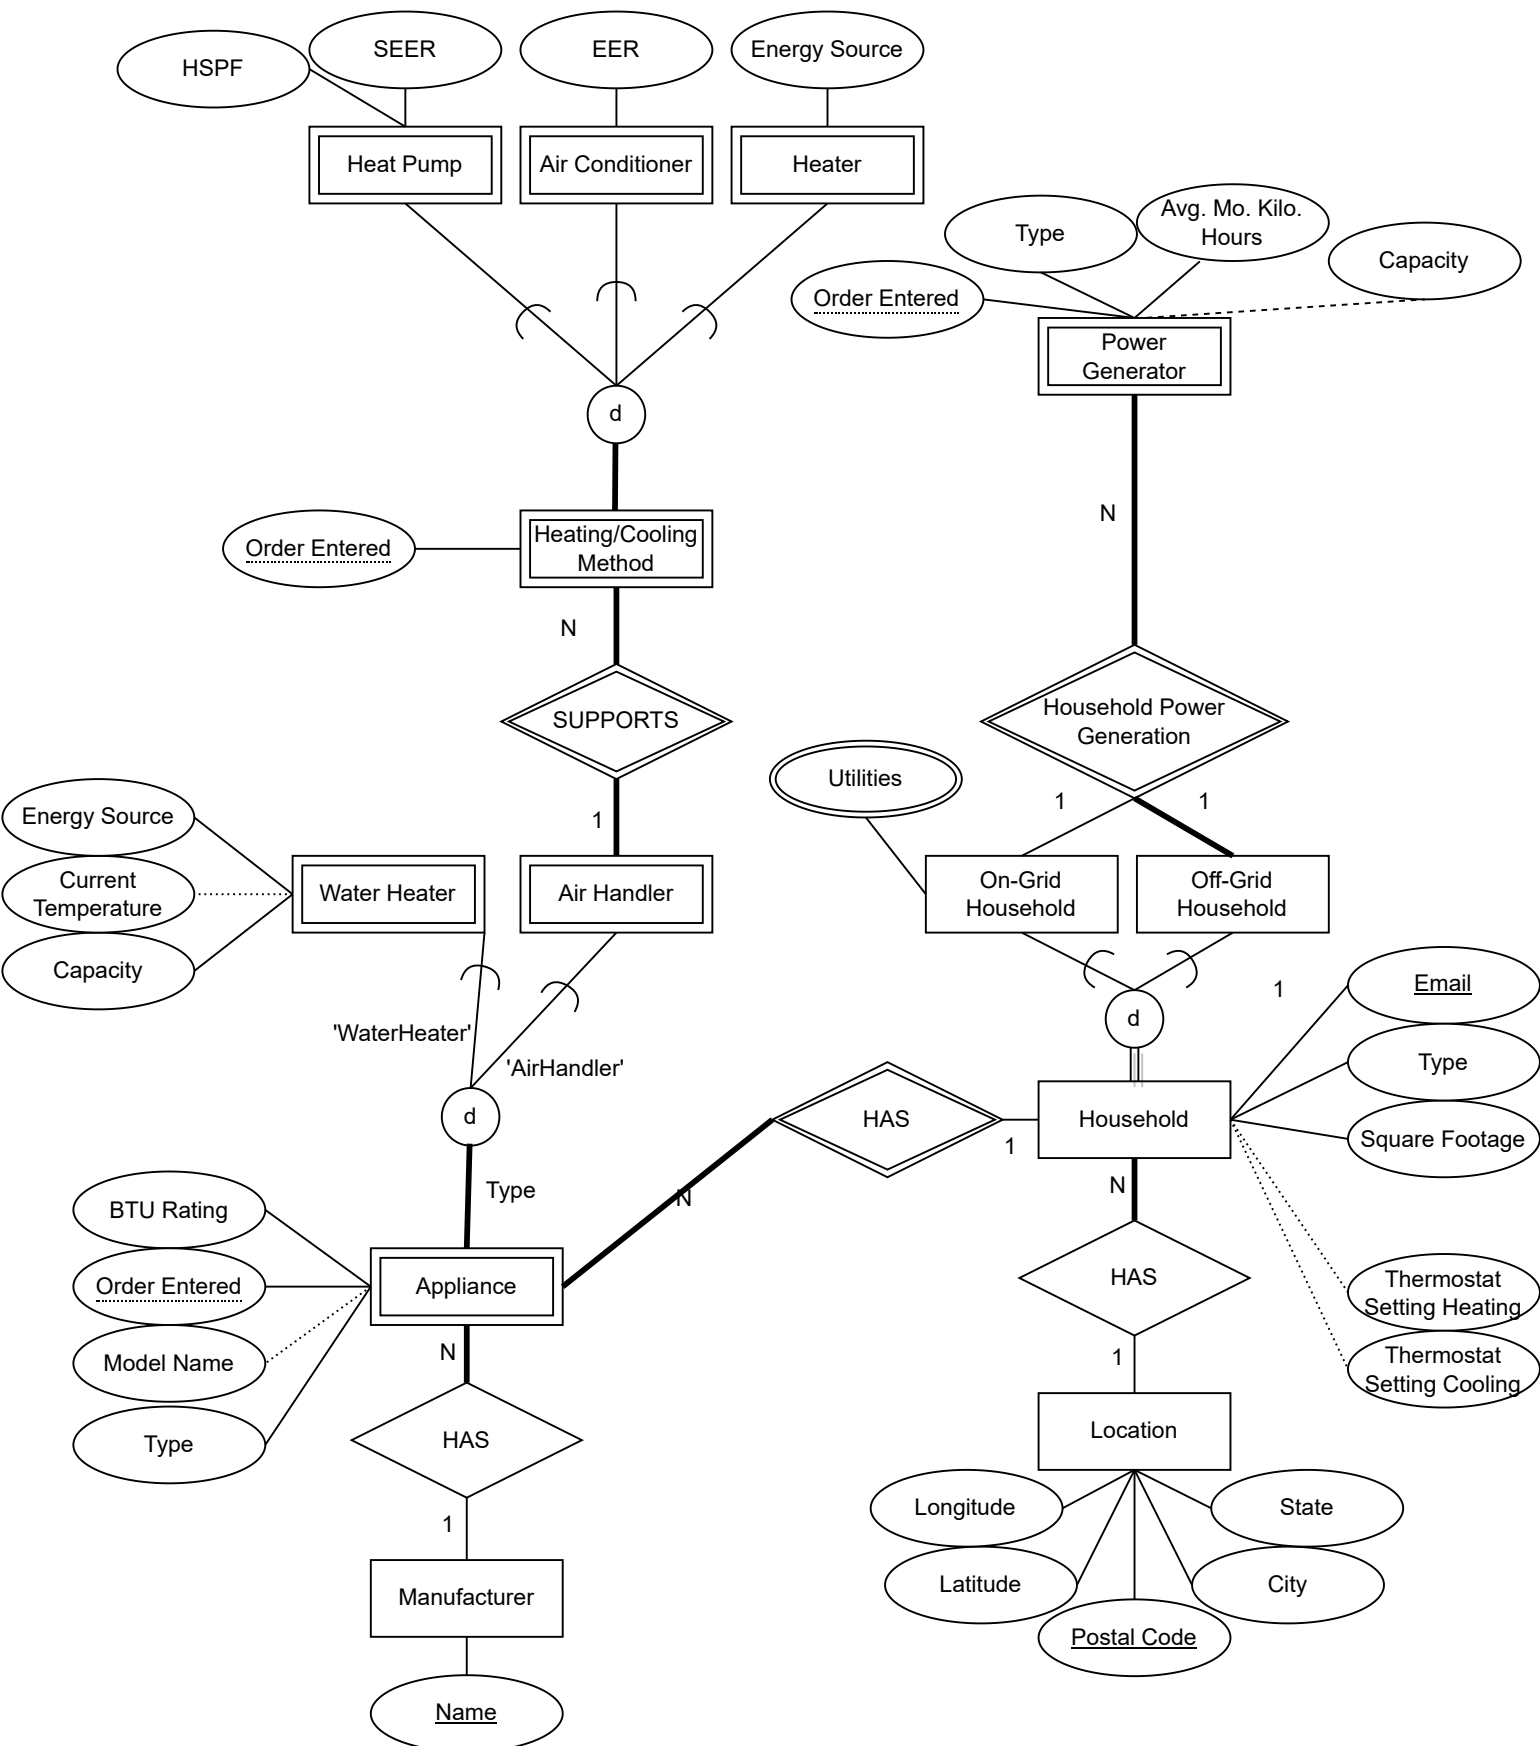 SEER
EER
Energy Source
HSPF
Heat Pump
Air Conditioner
Heater
Avg. Mo. Kilo.
Hours
Type
Capacity
Order Entered
Power
Generator
d
N
Order Entered
Heating/Cooling
Method
N
SUPPORTS
Household Power
Generation
Utilities
1
1
1
Energy Source
Current
Temperature
Capacity
Water Heater
Air Handler
On-Grid
Household
Off-Grid
Household
1
Email
Type
Square Footage
d
'WaterHeater'
'AirHandler'
d
HAS
1
Household
N
Type
N
BTU Rating
Order Entered
Model Name
Type
Appliance
HAS
Thermostat
Setting Heating
Thermostat
Setting Cooling
N
1
HAS
Location
Longitude
State
Latitude
City
Postal Code
1
Manufacturer
Name